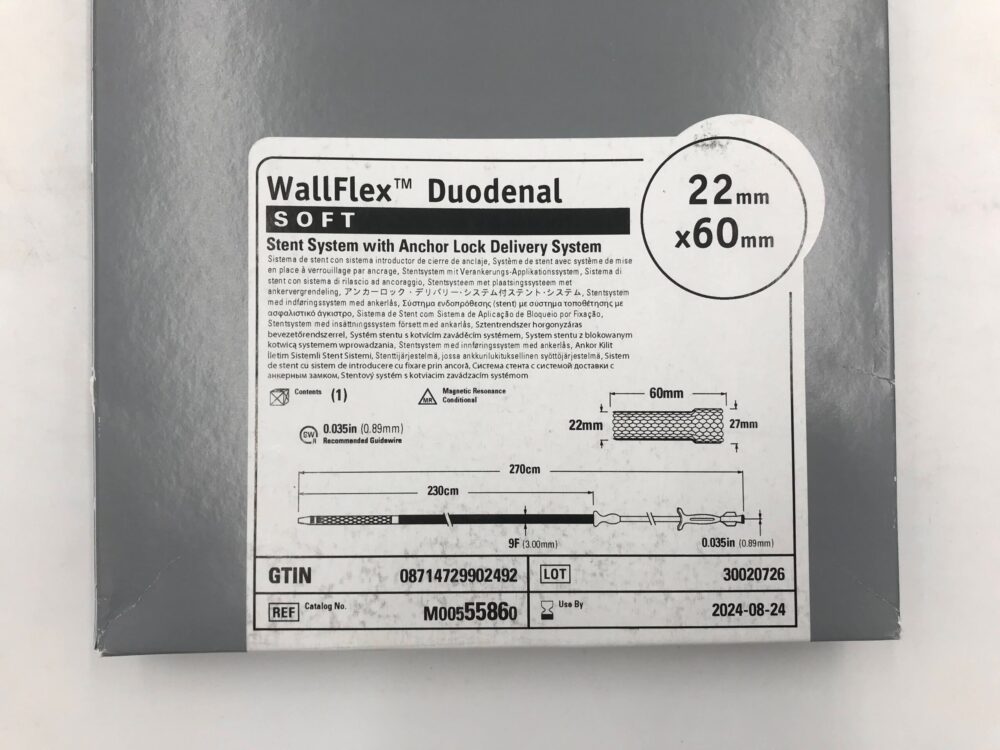 WallFlex™ Duodenal
SOFT
Stent System with Anchor Lock Delivery System
22mm
x60mm
Sistema de stent con sistema introductor de cierre de anclaje, Système de stent avec système de mise
en place à verrouillage par ancrage, Stentsystem mit Verankerungs-Applikationssystem, Sistema di
stent con sistema di rilascio ad ancoraggio, Stentsysteem met plaatsingssysteem met
ankervergrendeling, アンカーロック・デリバリー・システム付ステント・システム, Stentsystem
med indføringssystem med ankerlås, Σύστημα ενδοπρόθεσης (stent) με σύστημα τοποθέτησης με
ασφαλιστικό άγκιστρο, Sistema de Stent com Sistema de Aplicação de Bloqueio por Fixação,
Stentsystem med insättningssystem försett med ankarlås, Sztentrendszer horgonyzáras
bevezetőrendszerrel, Systém stentu s kotvicím zaváděcím systémem, System stentu z blokowanym
kotwicą systemem wprowadzania, Stentsystem med innføringssystem med ankerlås, Ankor Kilit
İletim Sistemli Stent Sistemi, Stenttijärjestelmä, jossa ankkurilukituksellinen syöttöjärjestelmä, Sistem
de stent cu sistem de introducere cu fixare prin ancoră, Система стента с системой доставки с
анкерным замком, Stentový systém s kotviacim zavádzacím systémom
Contents (1)
MR
Magnetic Resonance
Conditional
GW
0.035in (0.89mm)
Recommended Guidewire
60mm
22mm
27mm
270cm
230cm
9F (3.00mm)
0.035in (0.89mm)
GTIN 08714729902492
LOT 30020726
REF Catalog No. M00555860
Use By 2024-08-24